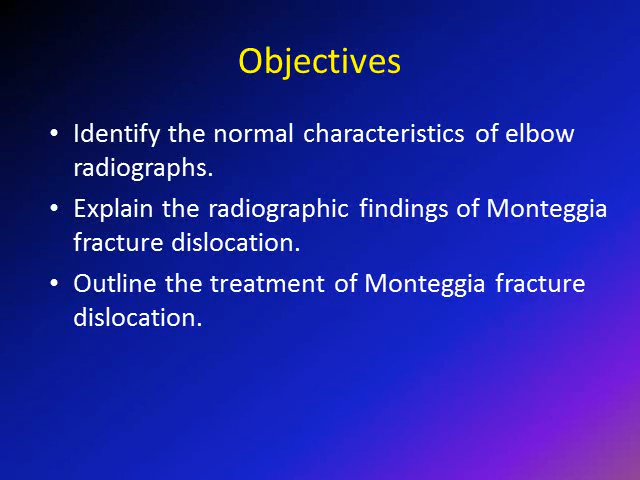 Objectives
• Identify the normal characteristics of elbow
radiographs.
• Explain the radiographic findings of Monteggia
fracture dislocation.
• Outline the treatment of Monteggia fracture
dislocation.